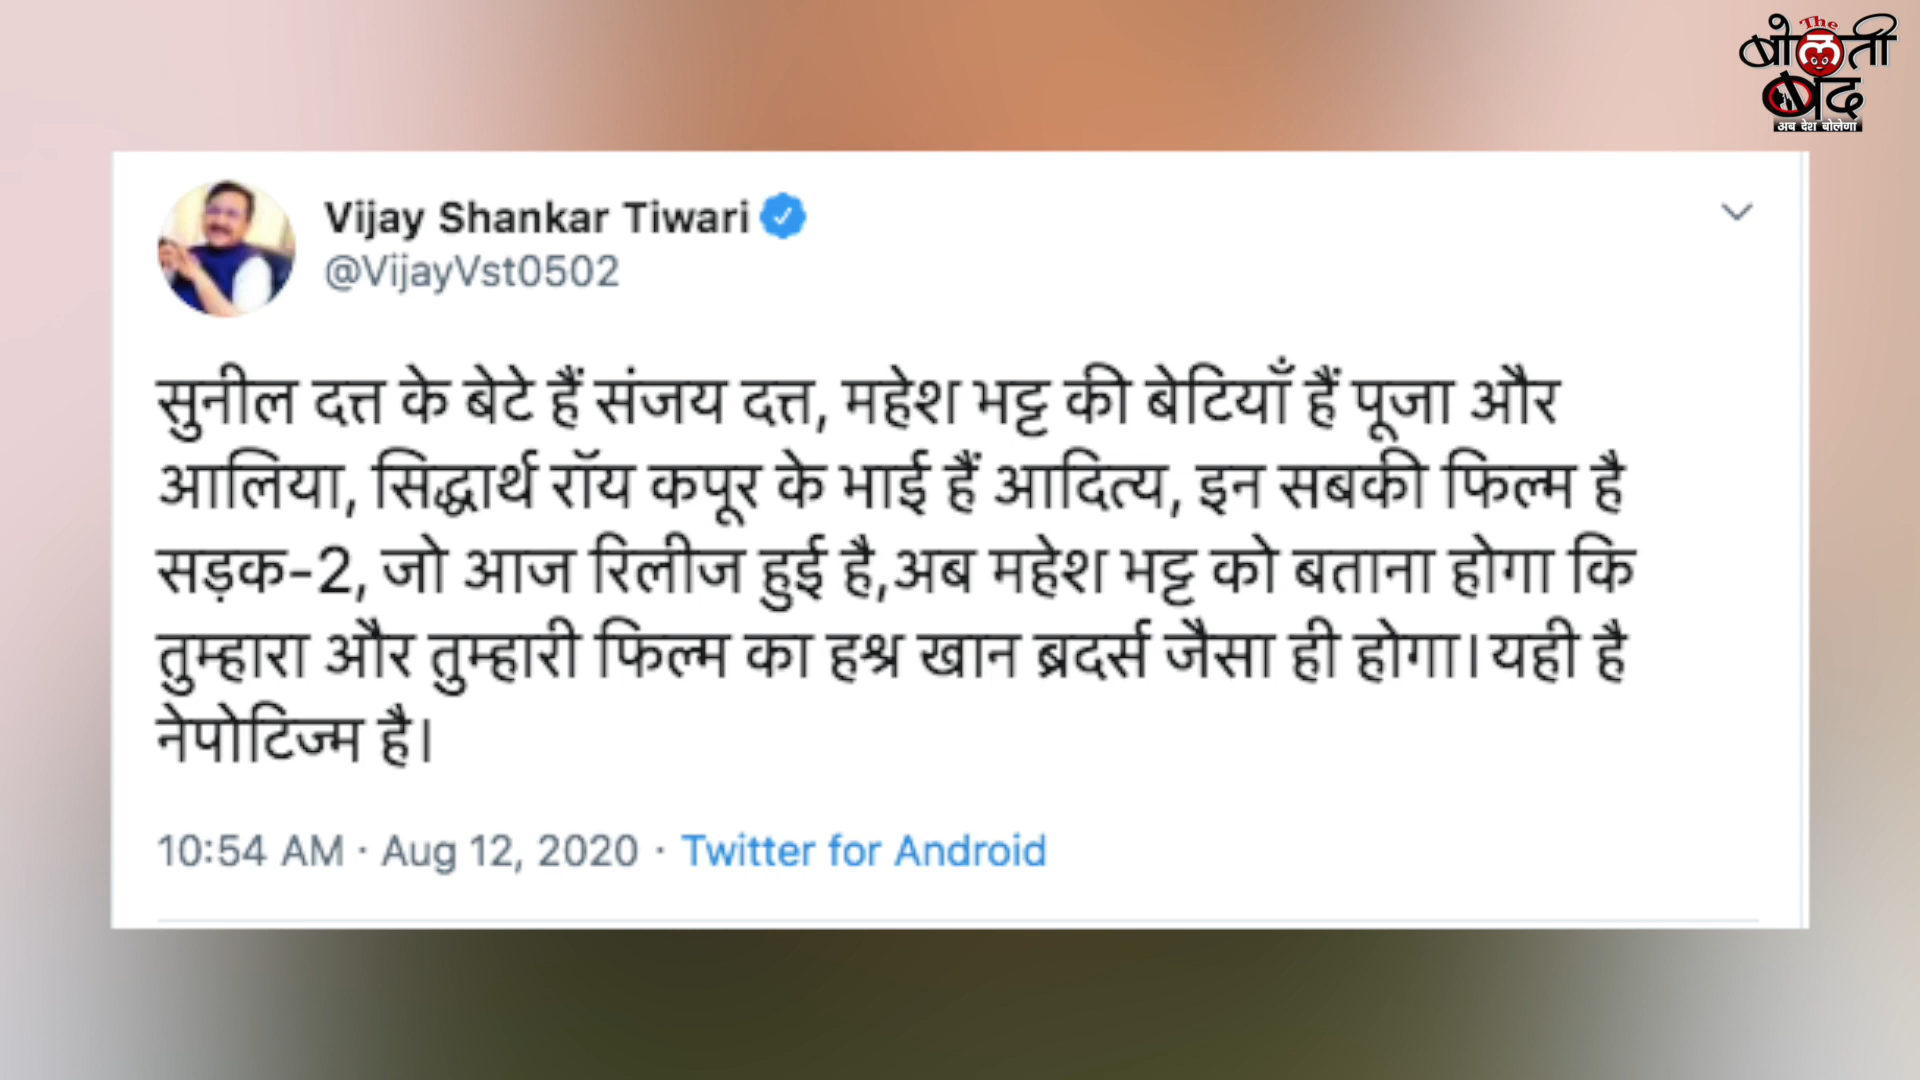 The
बोलती
बंद
अब देश बोलेगा
Vijay Shankar Tiwari
@VijayVst0502
सुनील दत्त के बेटे हैं संजय दत्त, महेश भट्ट की बेटियाँ हैं पूजा और
आलिया, सिद्धार्थ रॉय कपूर के भाई हैं आदित्य, इन सबकी फिल्म है
सड़क-2, जो आज रिलीज हुई है,अब महेश भट्ट को बताना होगा कि
तुम्हारा और तुम्हारी फिल्म का हश्र खान ब्रदर्स जैसा ही होगा।यही है
नेपोटिज्म है।
10:54 AM · Aug 12, 2020 · Twitter for Android